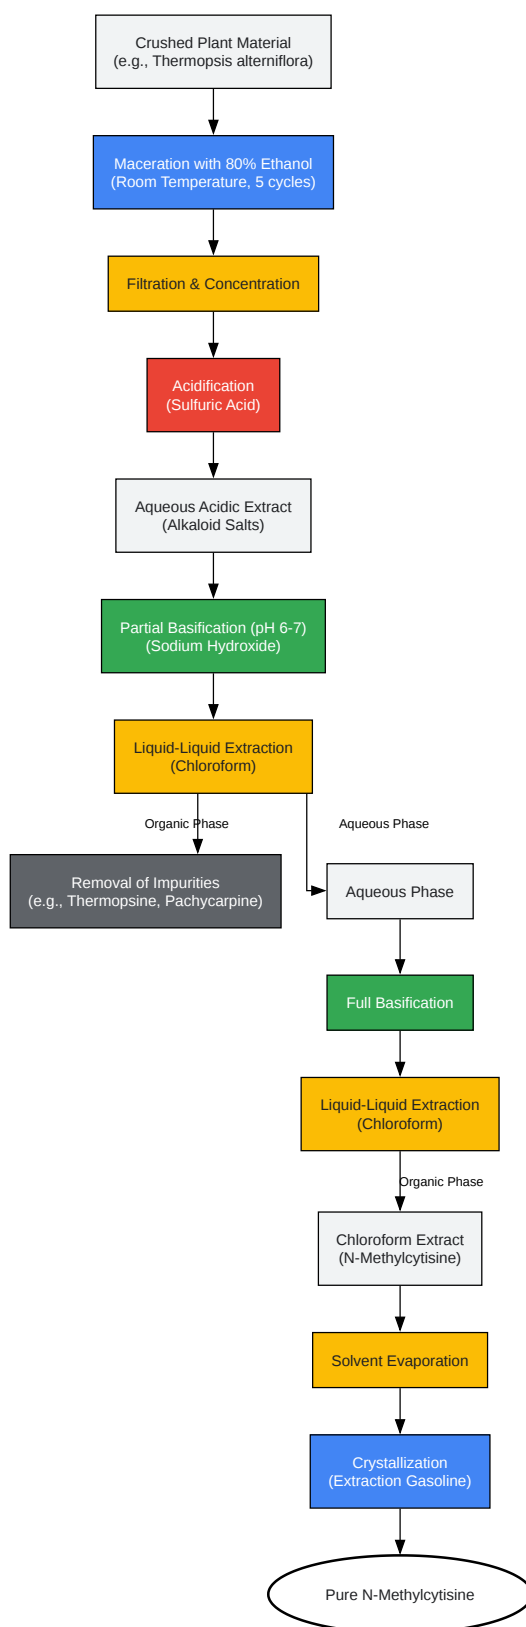 Crushed Plant Material
(e.g., Thermopsis alterniflora)
Maceration with 80% Ethanol
(Room Temperature, 5 cycles)
Filtration & Concentration
Acidification
(Sulfuric Acid)
Aqueous Acidic Extract
(Alkaloid Salts)
Partial Basification (pH 6-7)
(Sodium Hydroxide)
Liquid-Liquid Extraction
(Chloroform)
Organic Phase
Aqueous Phase
Removal of Impurities
(e.g., Thermopsine, Pachycarpine)
Aqueous Phase
Full Basification
Liquid-Liquid Extraction
(Chloroform)
Organic Phase
Chloroform Extract
(N-Methylcytisine)
Solvent Evaporation
Crystallization
(Extraction Gasoline)
Pure N-Methylcytisine